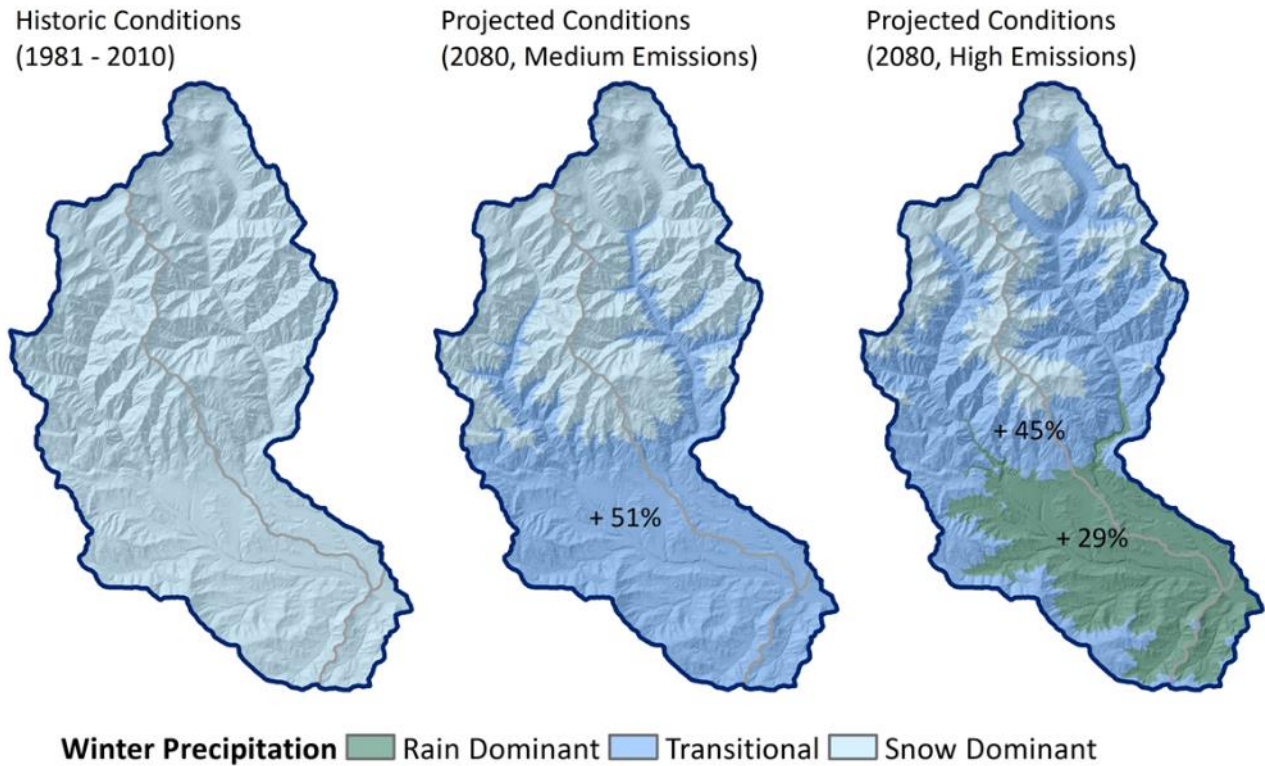 Historic Conditions
(1981 - 2010)
Projected Conditions
(2080, Medium Emissions)
Projected Conditions
(2080, High Emissions)
+ 51%
+ 45%
+ 29%
Winter Precipitation Rain Dominant Transitional Snow Dominant